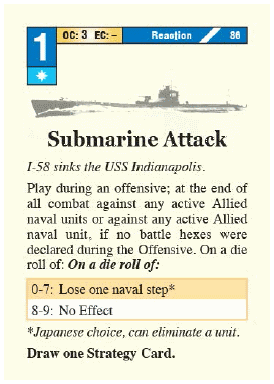 1 OC: 3 EC: – Reaction 86
Submarine Attack
I-58 sinks the USS Indianapolis.
Play during an offensive; at the end of
all combat against any active Allied
naval units or against any active Allied
naval unit, if no battle hexes were
declared during the Offensive. On a die
roll of: On a die roll of:
0-7: Lose one naval step*
8-9: No Effect
*Japanese choice, can eliminate a unit.
Draw one Strategy Card.